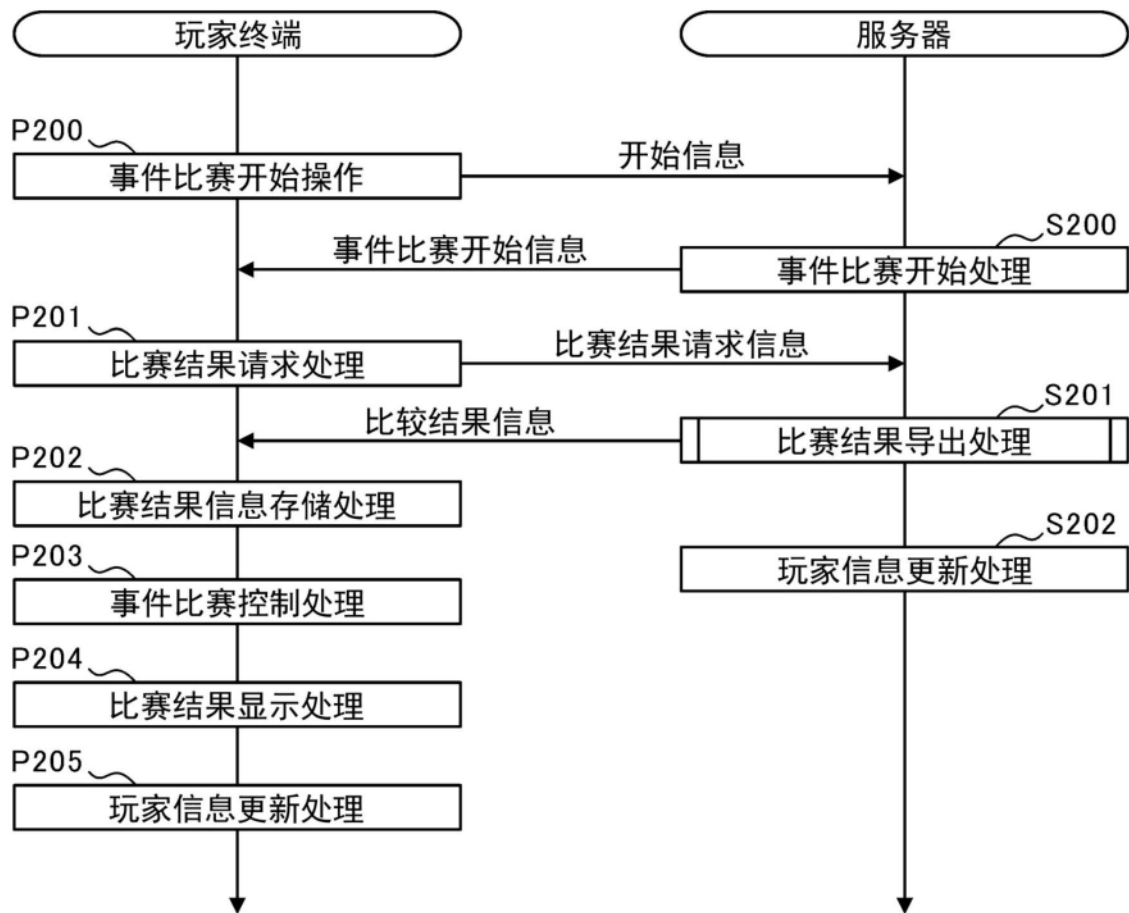 玩家终端
服务器
P200
事件比赛开始操作
开始信息
S200
事件比赛开始信息
事件比赛开始处理
P201
比赛结果请求处理
比赛结果请求信息
S201
比较结果信息
比赛结果导出处理
P202
比赛结果信息存储处理
S202
玩家信息更新处理
P203
事件比赛控制处理
P204
比赛结果显示处理
P205
玩家信息更新处理